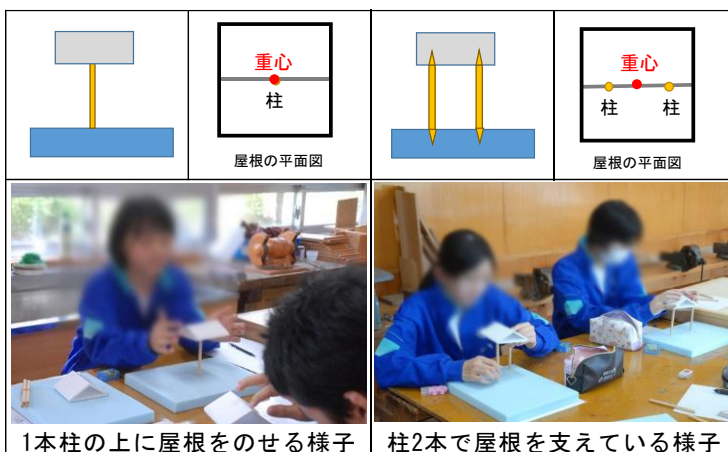 重心
柱
屋根の平面図
重心
柱 柱
屋根の平面図
1本柱の上に屋根をのせる様子
柱2本で屋根を支えている様子